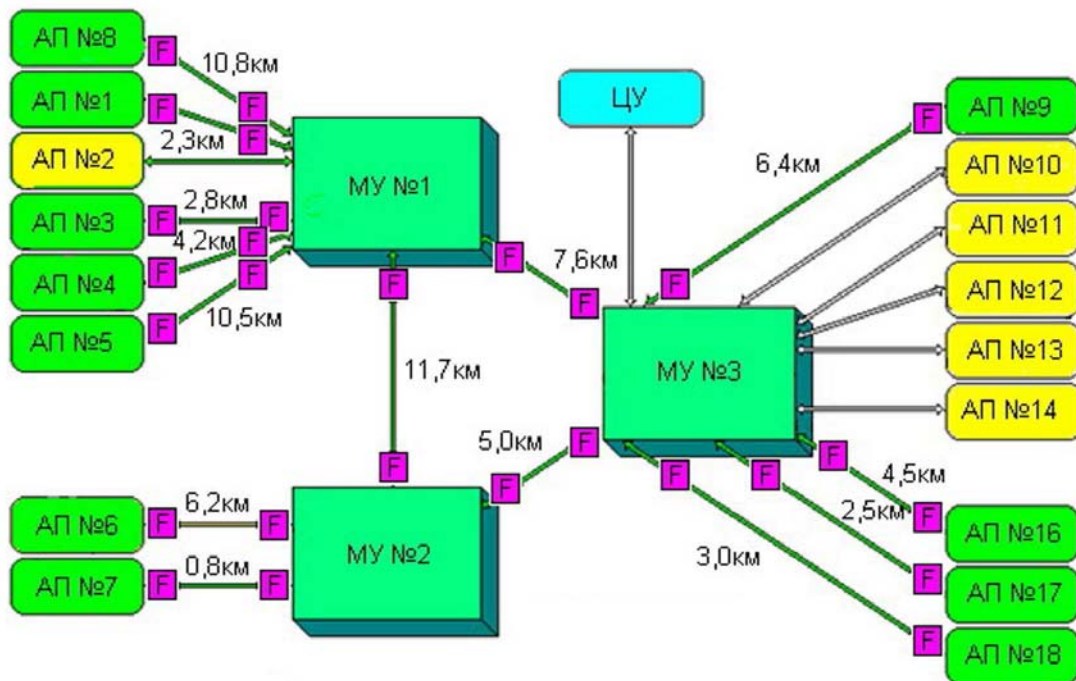 АП №8
F
10,8км
F
АП №1
F
F
АП №2
2,3км
МУ №1
АП №3
F
2,8км
F
АП №4
F
4,2км
F
АП №5
F
10,5км
F
ЦУ
F
7,6км
F
F
11,7км
F
АП №9
F
6,4км
F
АП №10
АП №11
АП №12
АП №13
АП №14
МУ №3
F
5,0км
F
АП №6
F
6,2км
F
АП №7
F
0,8км
F
МУ №2
F
4,5км
F
АП №16
F
2,5км
F
АП №17
F
3,0км
F
АП №18